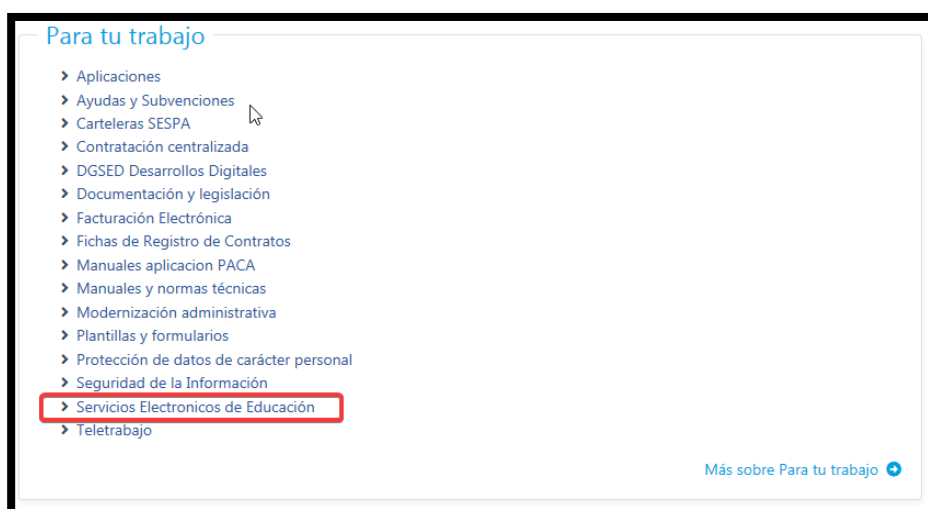 Para tu trabajo
Aplicaciones
Ayudas y Subvenciones
Carteleras SESPA
Contratación centralizada
DGSED Desarrollos Digitales
Documentación y legislación
Facturación Electrónica
Fichas de Registro de Contratos
Manuales aplicacion PACA
Manuales y normas técnicas
Modernización administrativa
Plantillas y formularios
Protección de datos de carácter personal
Seguridad de la Información
Servicios Electronicos de Educación
Teletrabajo
Más sobre Para tu trabajo